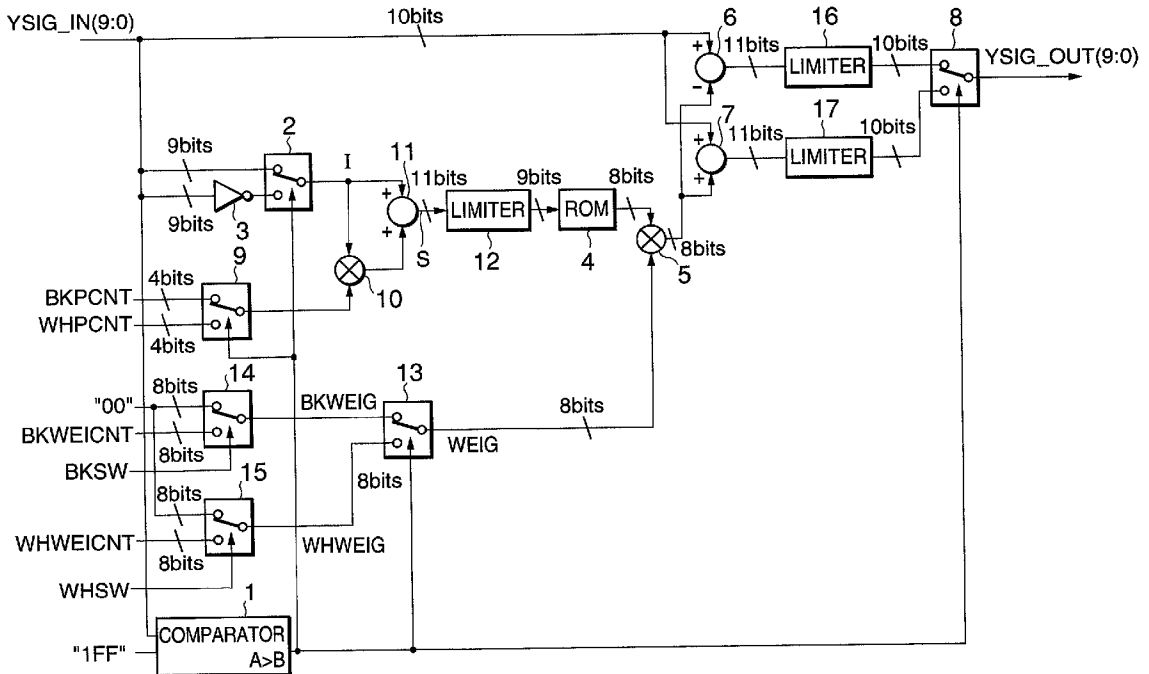 YSIG_IN(9:0)
10bits
6
16
8
11bits
LIMITER
10bits
YSIG_OUT(9:0)
+
-
7
17
+
+
11bits
LIMITER
10bits
9bits
2
3
9bits
I
11
+
+
11bits
S
LIMITER
12
9bits
ROM
4
8bits
5
8bits
10
BKPCNT
4bits
9
WHPCNT
4bits
"00"
8bits
14
BKWEIG
13
BKWEICNT
8bits
BKSW
WEIG
8bits
8bits
15
8bits
WHWEICNT
8bits
WHWEIG
WHSW
1
COMPARATOR
A>B
"1FF"